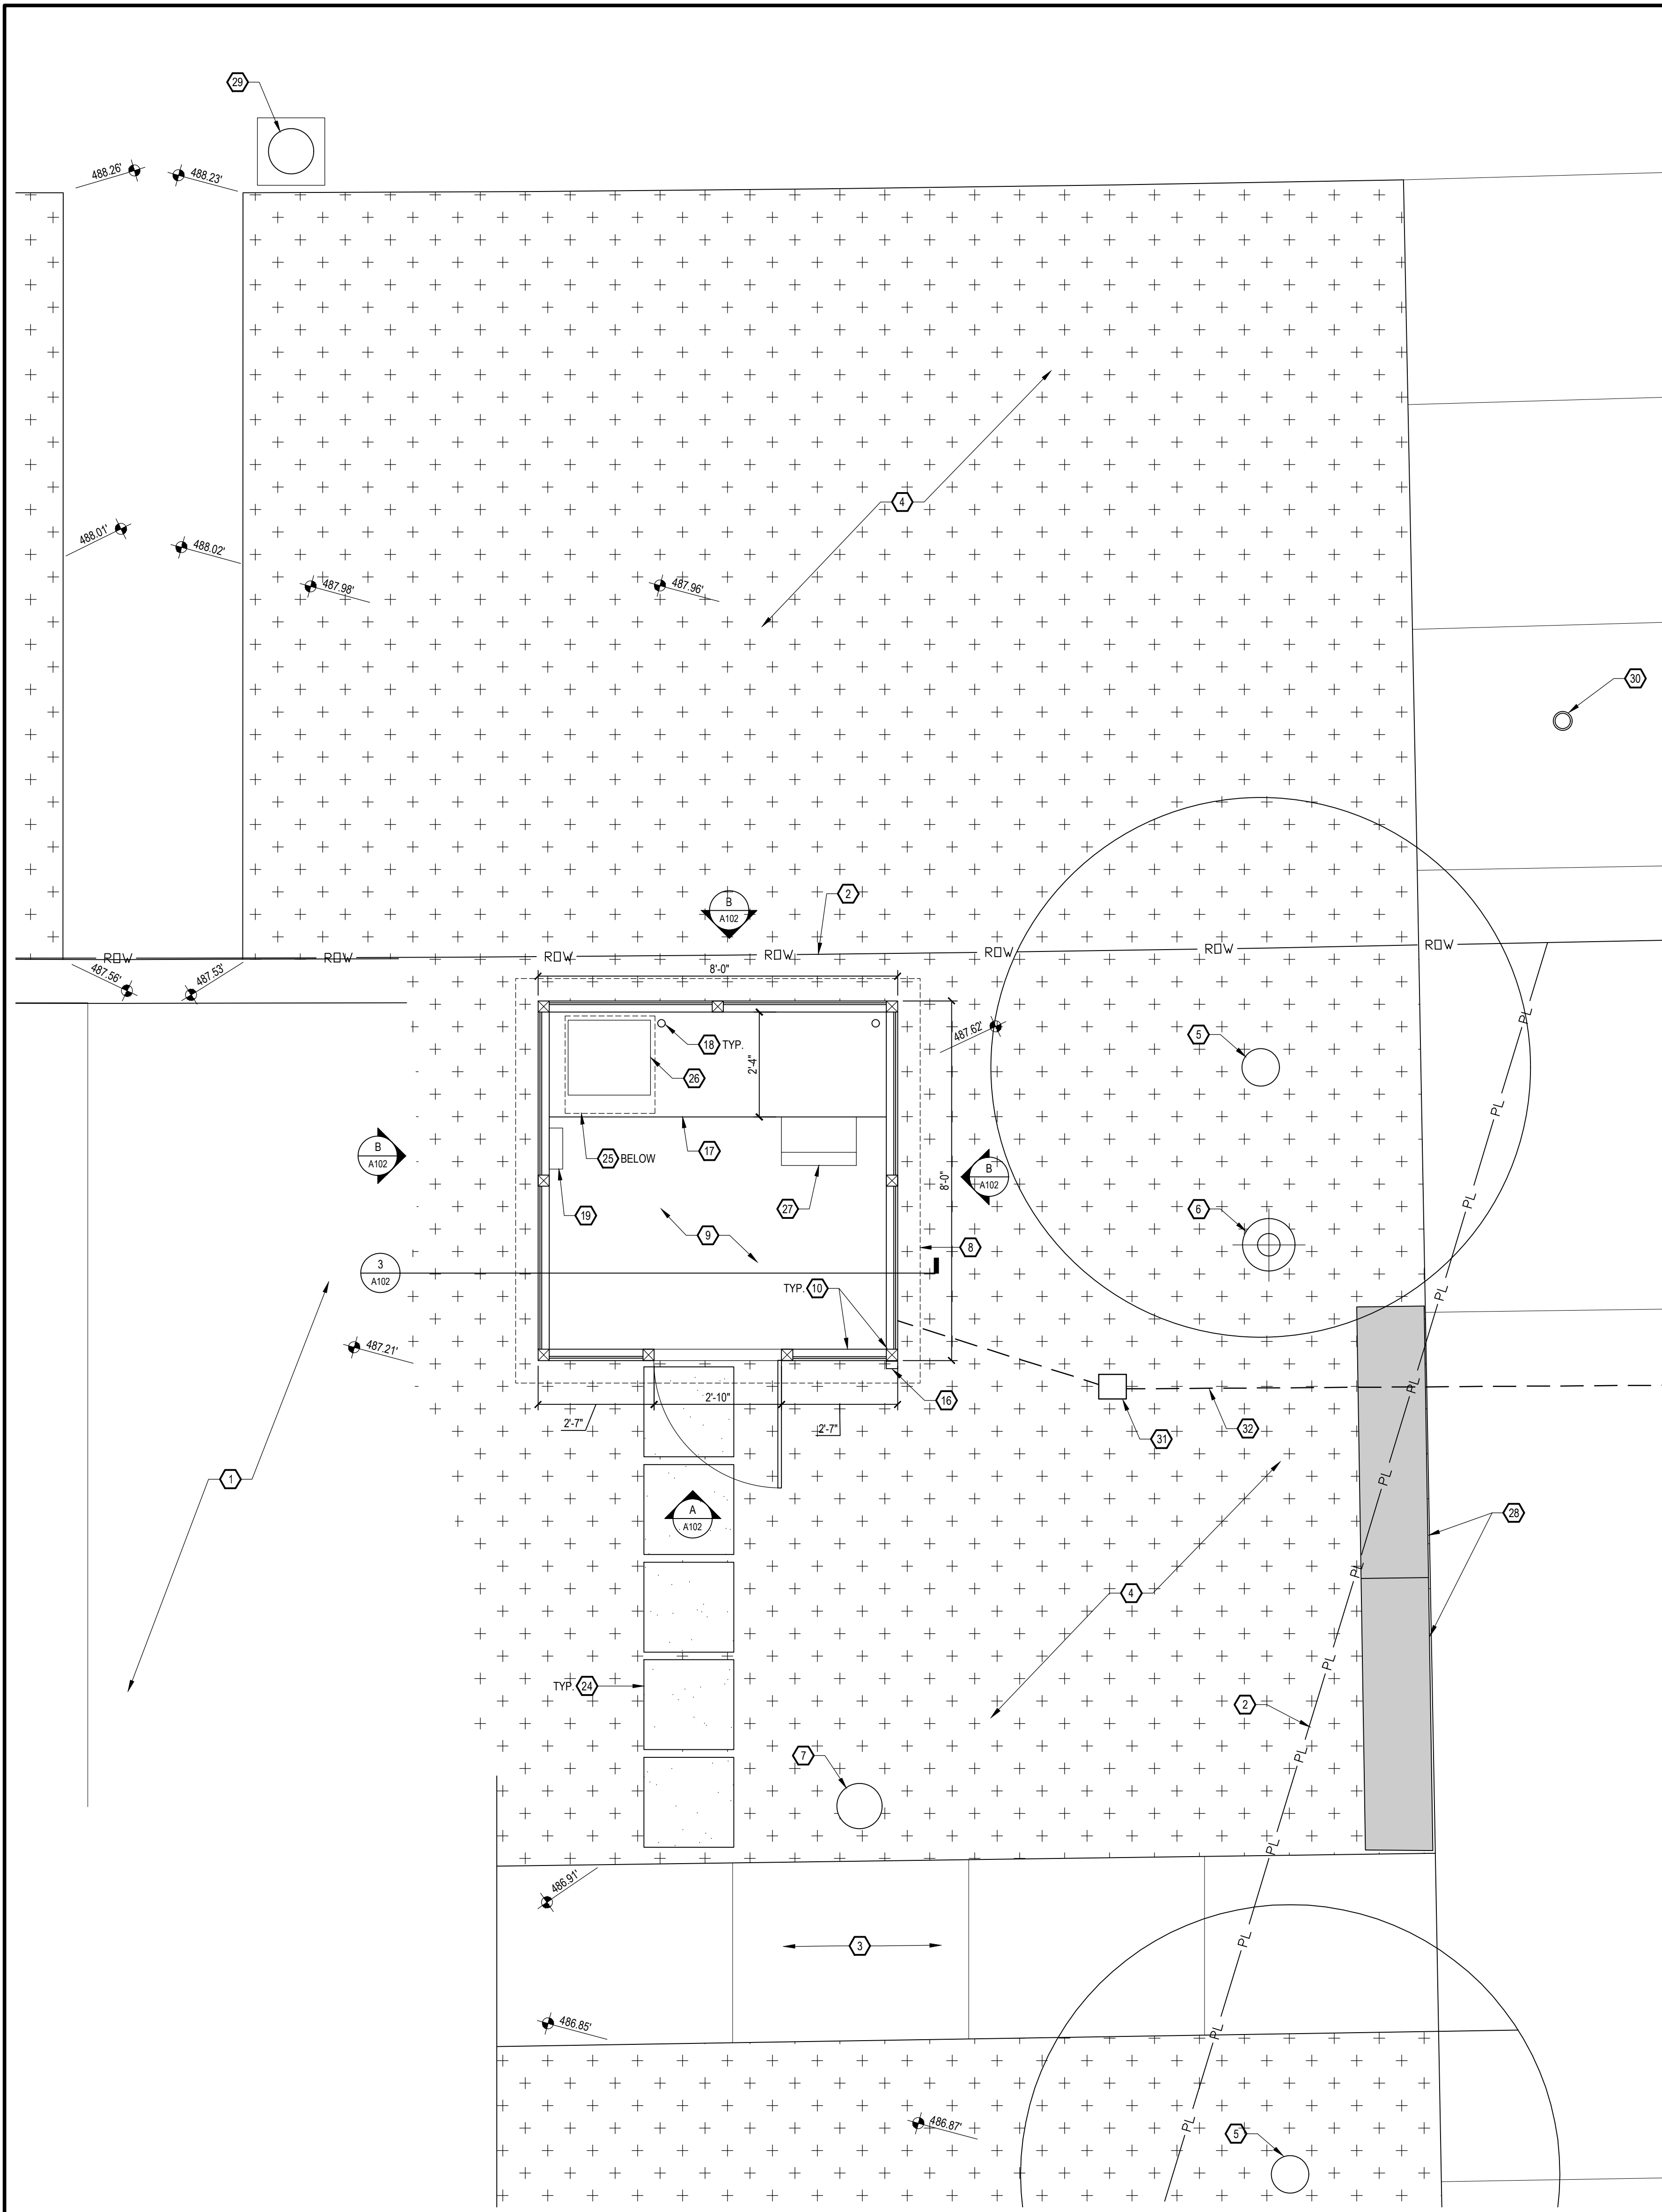 29
488.26'
488.23'
4
488.01'
488.02'
487.98'
487.96'
30
B
A102
2
ROW ROW ROW ROW ROW ROW ROW
487.56'
487.53'
8'-0"
487.62'
PL
5
18 TYP.
2'-4"
26
PL
B
A102
25 BELOW
17
B
A102
8'-0"
PL
19
27
6
9
8
3
A102
TYP. 10
PL
487.21'
PL
2'-10"
16
2'-7"
2'-7"
31
32
1
PL
A
A102
28
PL
4
PL
TYP. 24
2
7
PL
PL
486.91'
3
PL
486.85'
PL
486.87'
PL
5